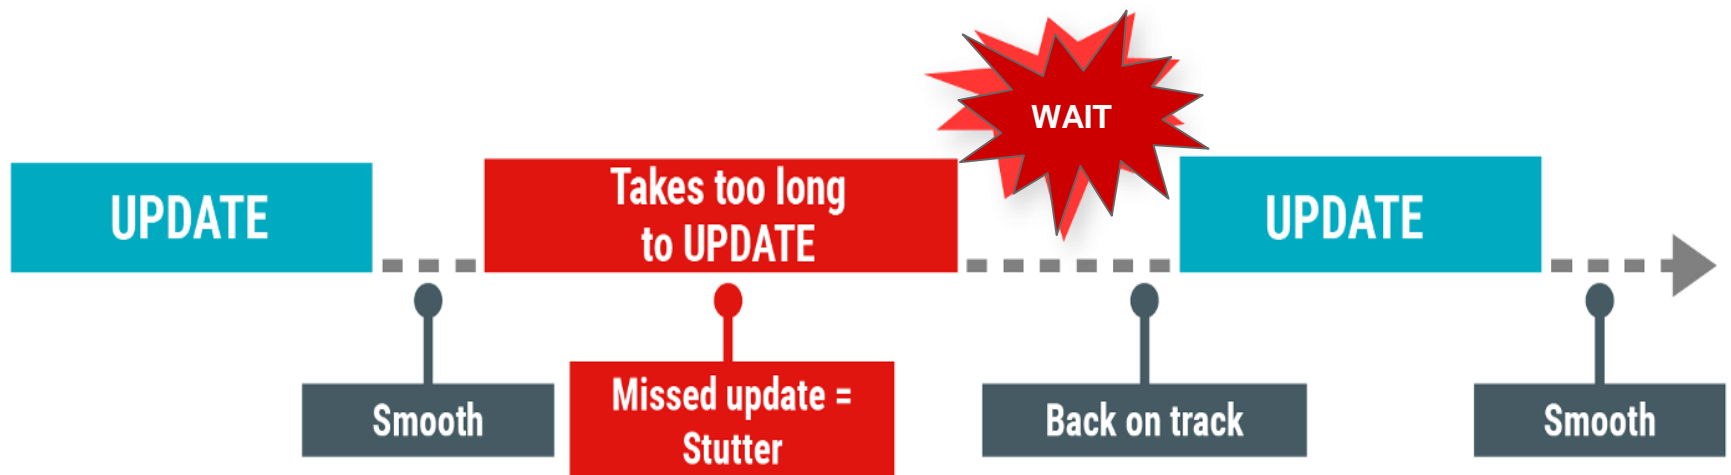 WAIT
UPDATE
Takes too long
to UPDATE
UPDATE
Smooth
Missed update =
Stutter
Back on track
Smooth